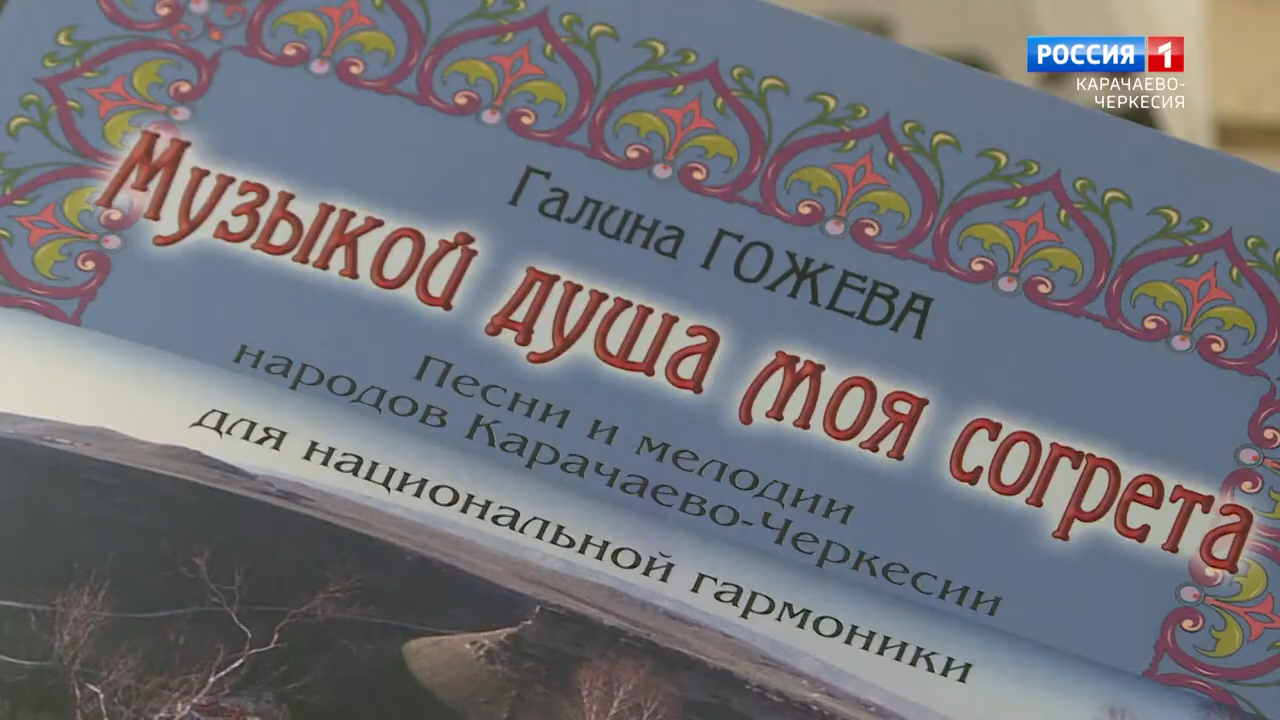 РОССИЯ 1
КАРАЧАЕВО-
ЧЕРКЕСИЯ
Галина ГОЖЕВА
Музыкой душа моя согрета
Песни и мелодии
народов Карачаево-Черкесии
для национальной гармоники